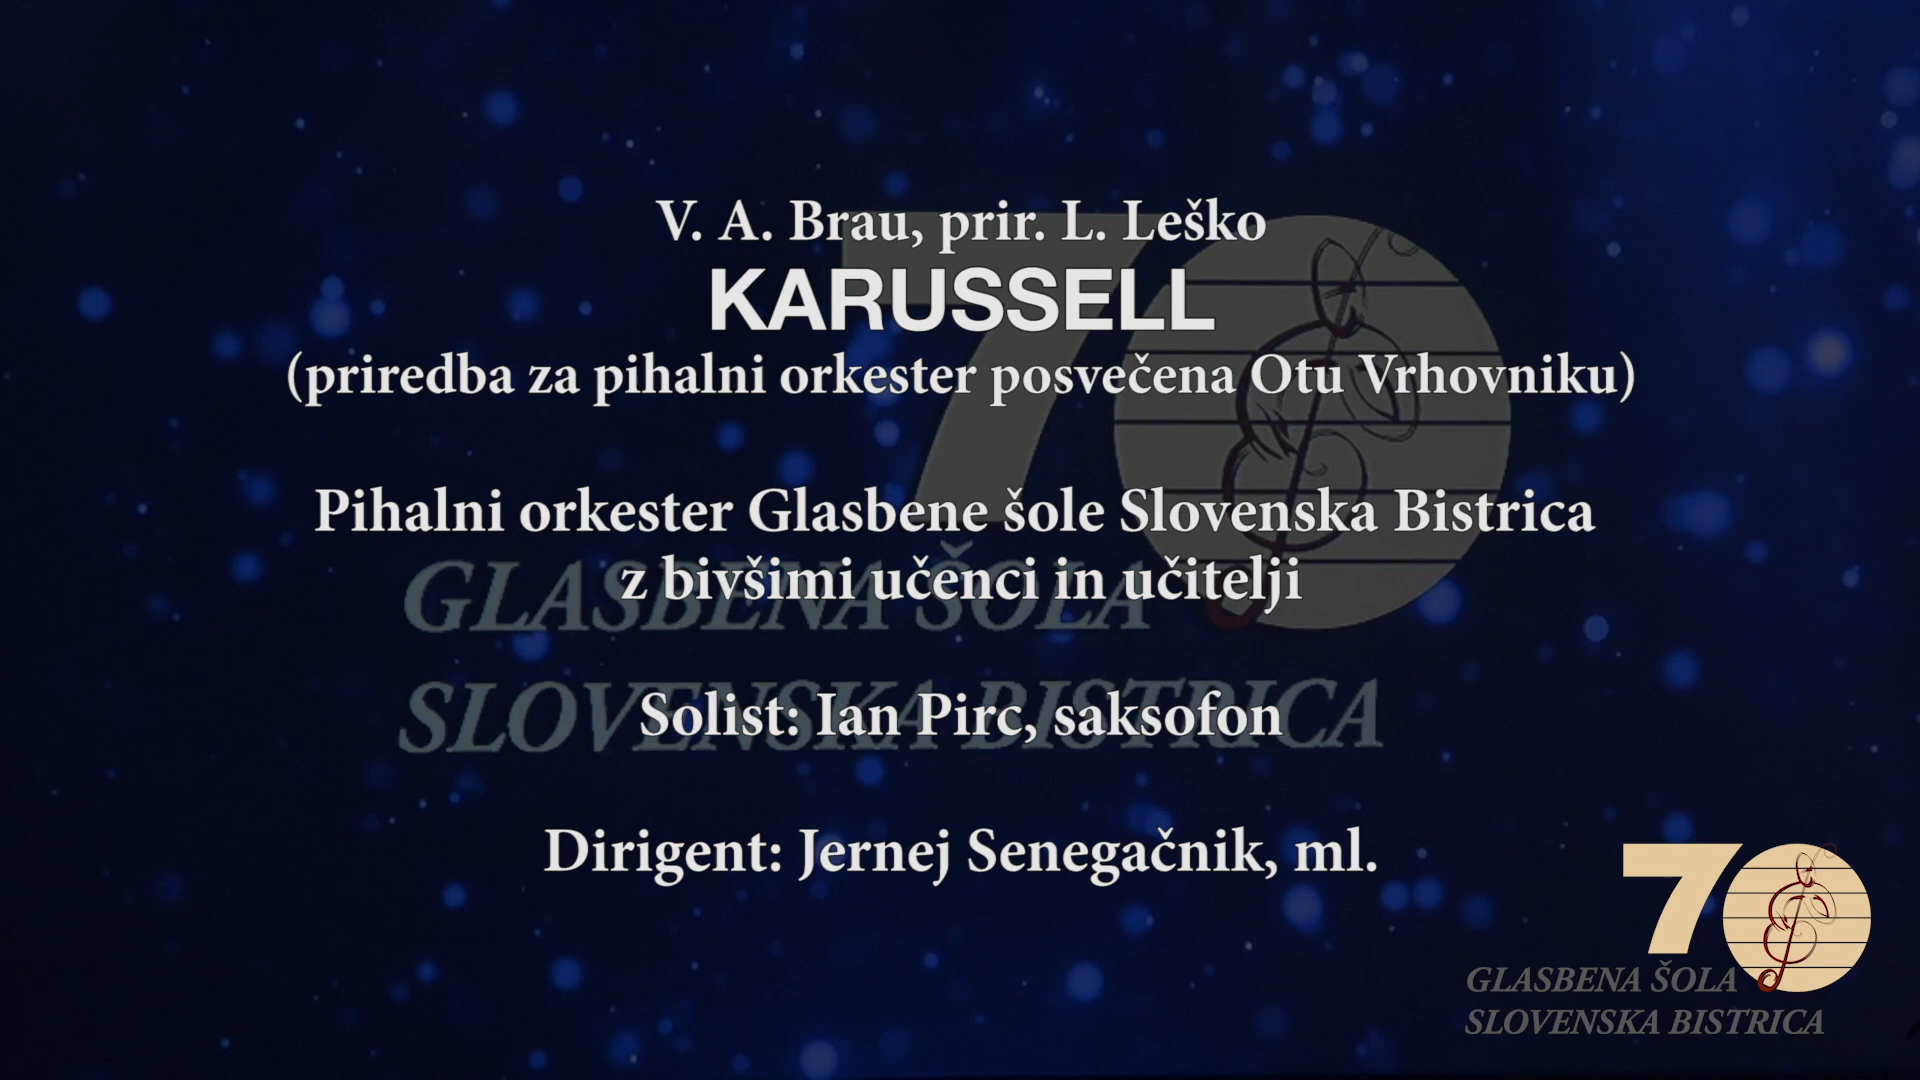 V. A. Brau, prir. L. Leško
KARUSSELL
(priredba za pihalni orkester posvečena Otu Vrhovniku)
Pihalni orkester Glasbene šole Slovenska Bistrica
z bivšimi učenci in učitelji
GLASBENA ŠOLA
SLOVENSKA BISTRICA
Solist: Ian Pirc, saksofon
Dirigent: Jernej Senegačnik, ml.
70
70
GLASBENA ŠOLA
SLOVENSKA BISTRICA